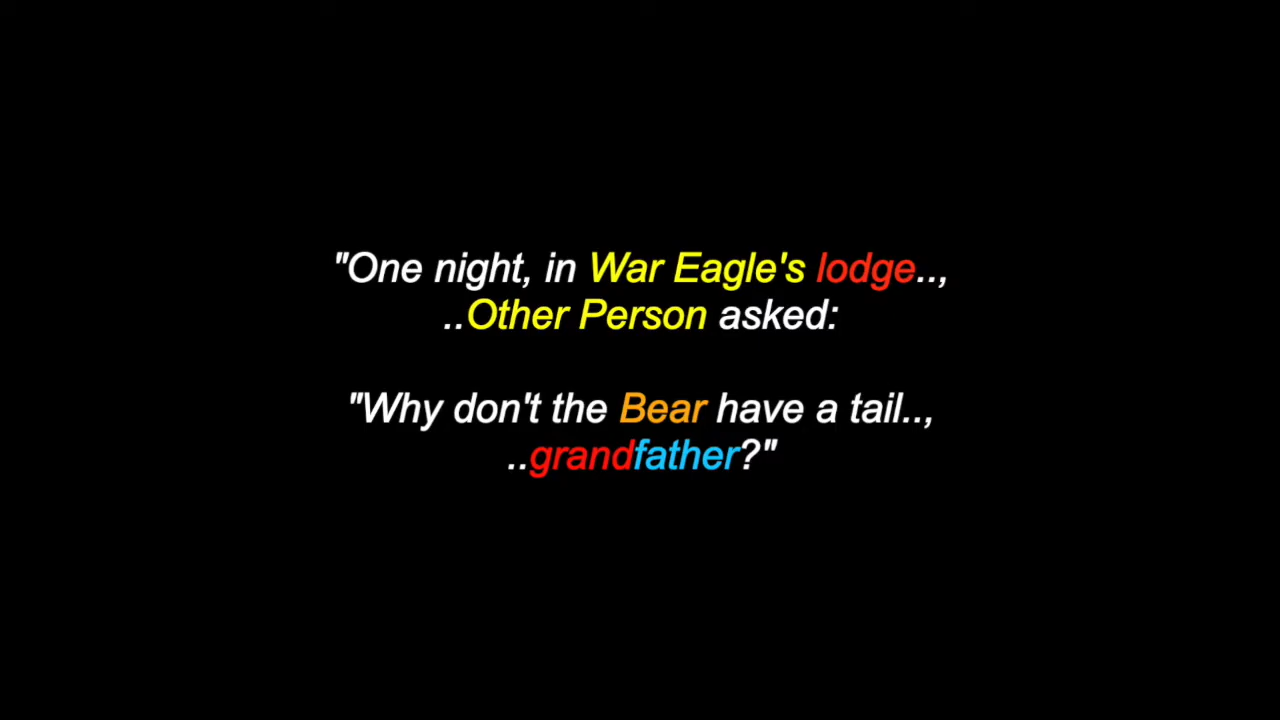 "One night, in War Eagle's lodge..,
..Other Person asked:
"Why don't the Bear have a tail..,
..grandfather?"